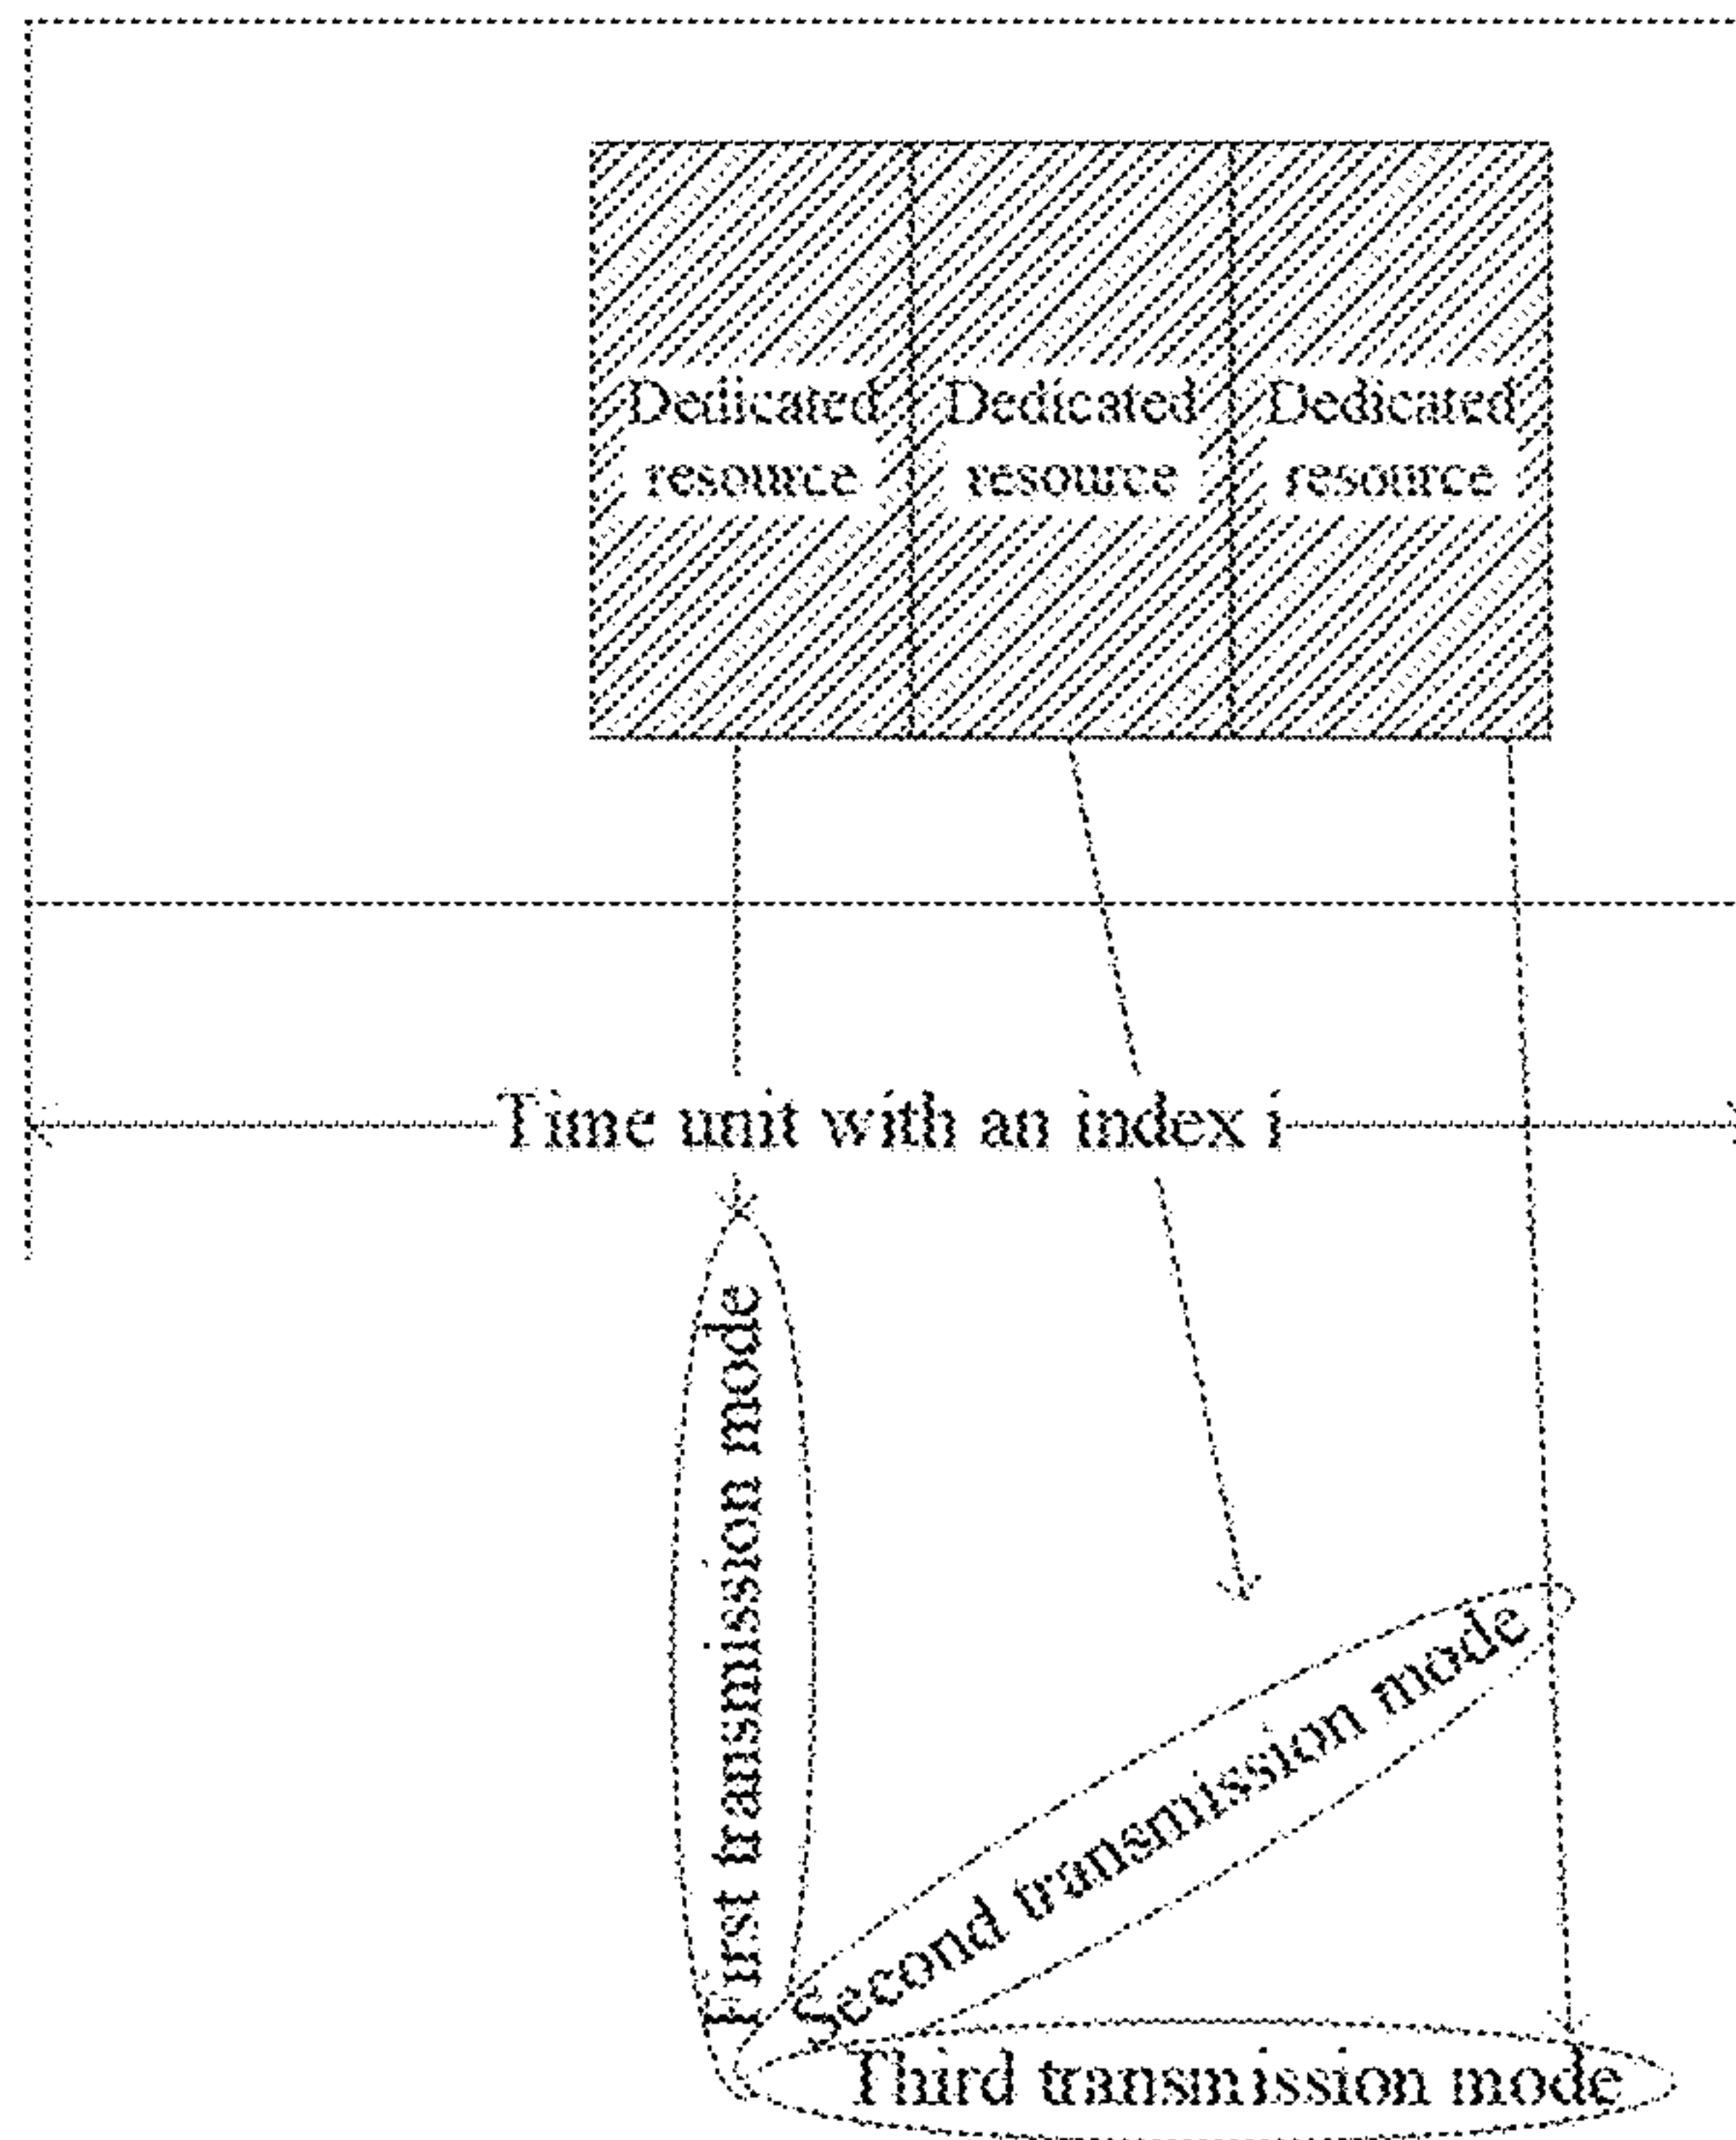 Dedicated
resource
Dedicated
resource
Dedicated
resource
Time unit with an index i
First transmission mode
Second transmission mode
Third transmission mode